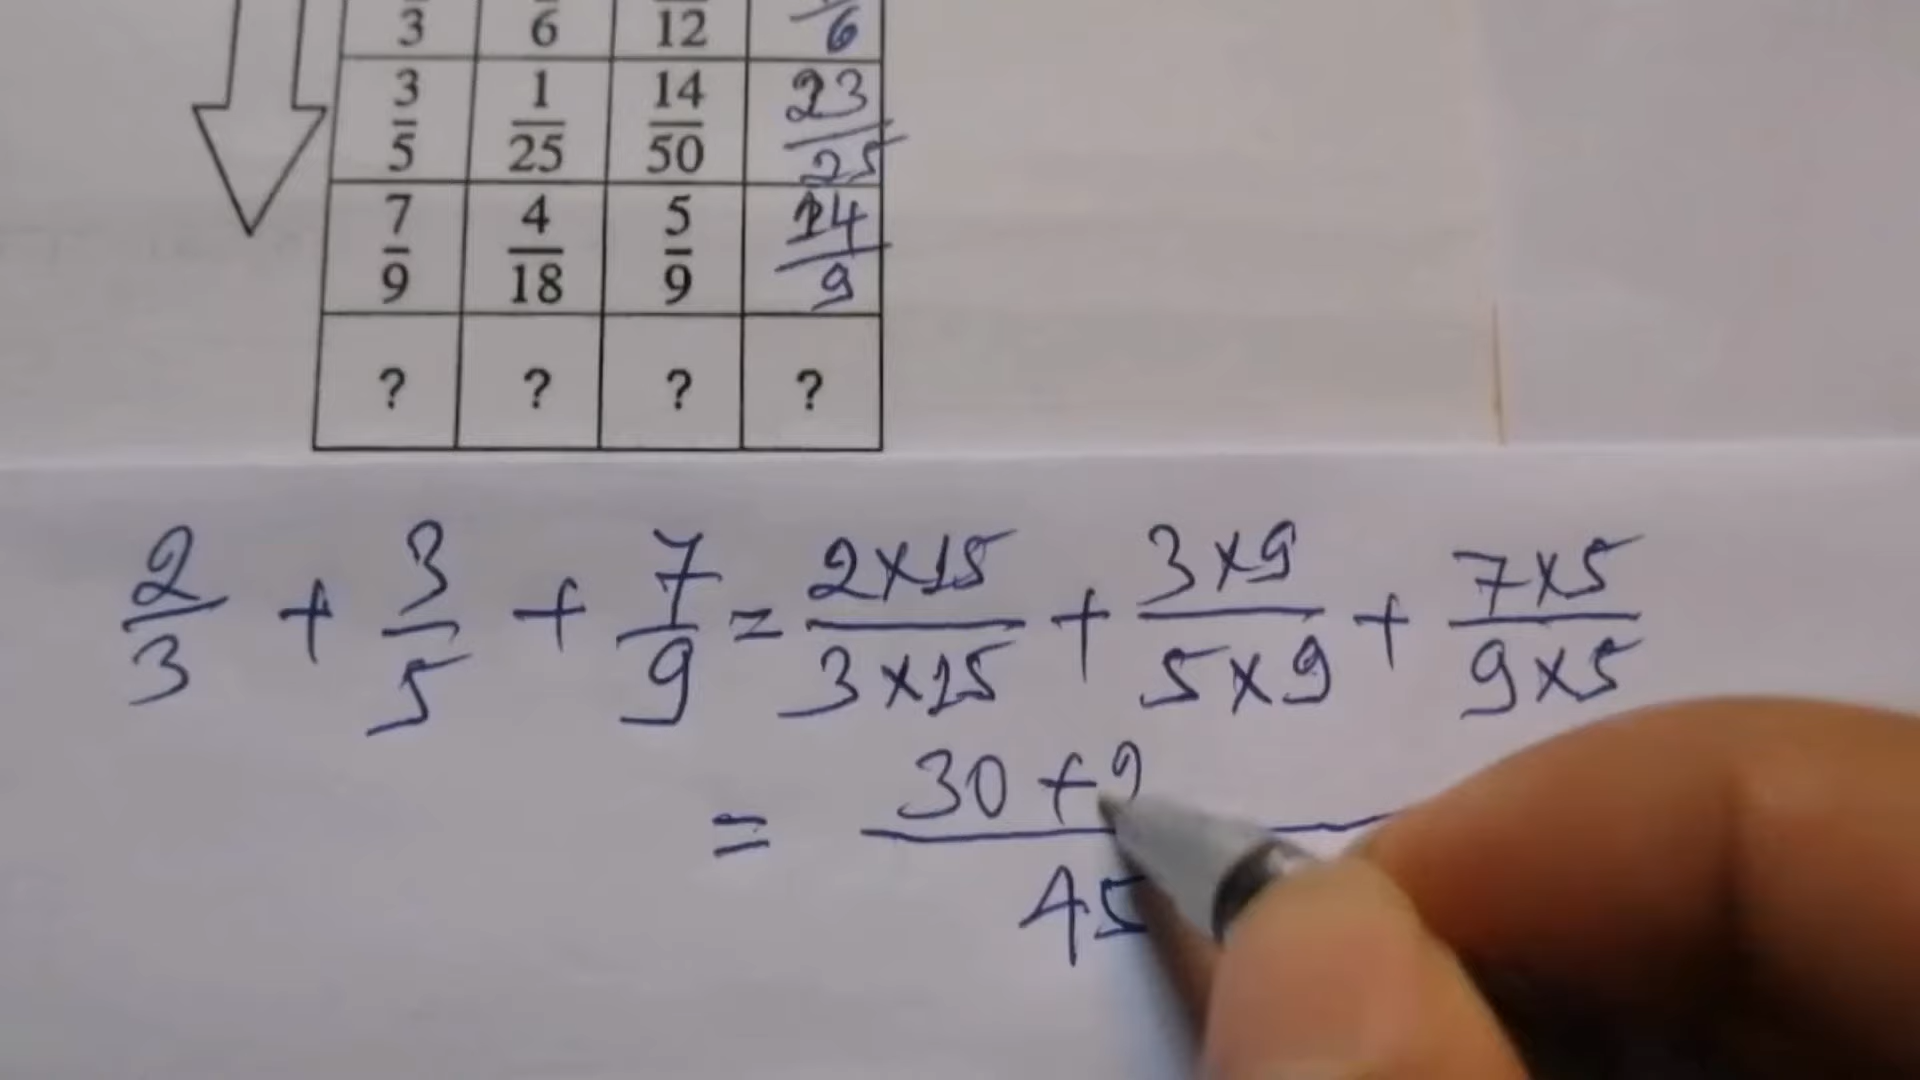 3 6 12 6
3/5 1/25 14/50 23/25
7/9 4/18 5/9 14/9
? ? ? ?
2/3 + 3/5 + 7/9 = 2×15/3×15 + 3×9/5×9 + 7×5/9×5
= 30 + 2/45